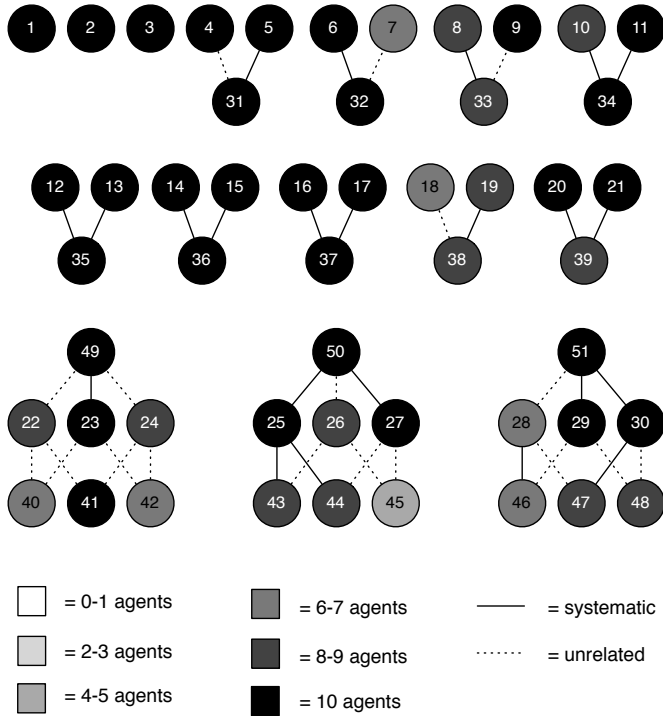 1 2 3 4 5 6 7 8 9 10 11
31 32 33 34
12 13 14 15 16 17 18 19 20 21
35 36 37 38 39
49 50 51
22 23 24 25 26 27 28 29 30
40 41 42 43 44 45 46 47 48
= 0-1 agents = 6-7 agents = systematic
= 2-3 agents = 8-9 agents = unrelated
= 4-5 agents = 10 agents